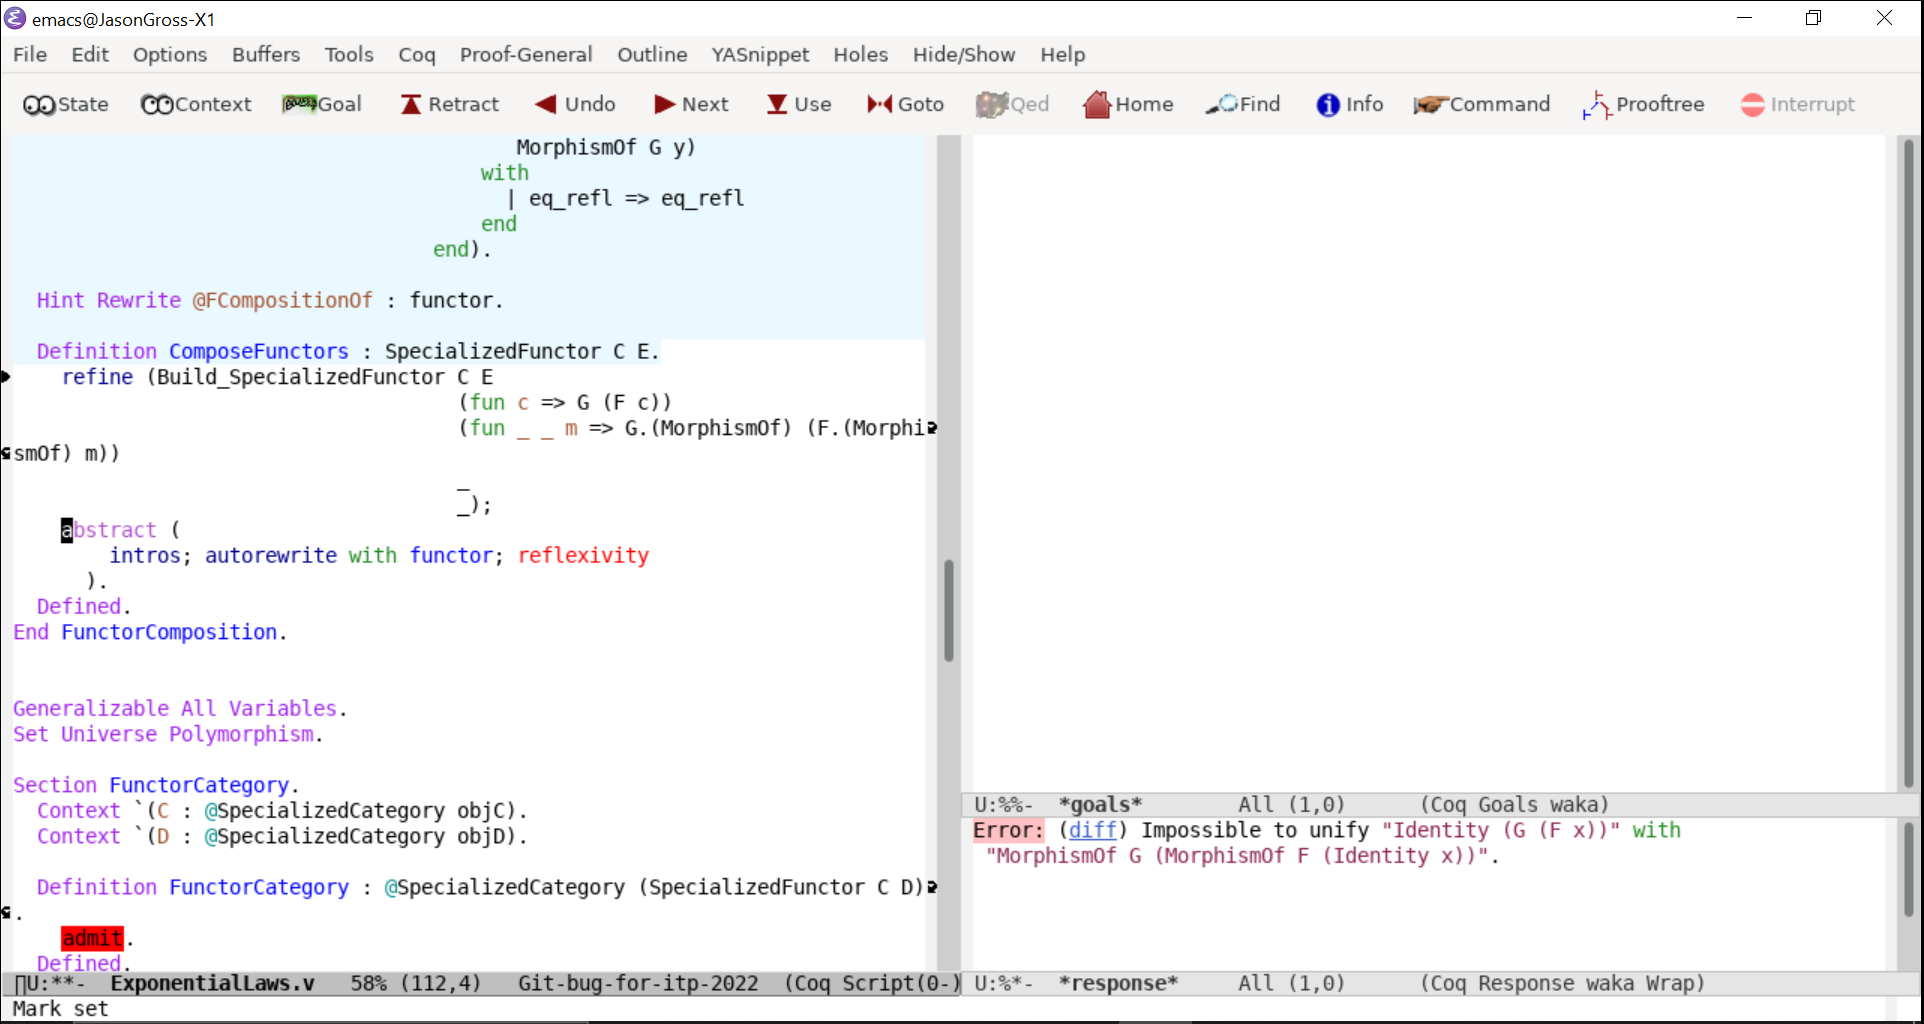 emacs@JasonGross-X1
File Edit Options Buffers Tools Coq Proof-General Outline YASnippet Holes Hide/Show Help
State Context Goal Retract Undo Next Use Goto Qed Home Find Info Command Prooftree Interrupt
MorphismOf G y)
with
| eq_refl => eq_refl
end
end).
Hint Rewrite @FCompositionOf : functor.
Definition ComposeFunctors : SpecializedFunctor C E.
refine (Build_SpecializedFunctor C E
(fun c => G (F c))
(fun _ _ m => G.(MorphismOf) (F.(Morphi
smOf) m))
_
_);
abstract (
intros; autorewrite with functor; reflexivity
).
Defined.
End FunctorComposition.
Generalizable All Variables.
Set Universe Polymorphism.
Section FunctorCategory.
Context `(C : @SpecializedCategory objC).
Context `(D : @SpecializedCategory objD).
Definition FunctorCategory : @SpecializedCategory (SpecializedFunctor C D)
.
admit.
Defined.
U:**- ExponentialLaws.v 58% (112,4) Git-bug-for-itp-2022 (Coq Script(0-)
Mark set
U:%%- *goals* All (1,0) (Coq Goals waka)
Error: (diff) Impossible to unify "Identity (G (F x))" with
"MorphismOf G (MorphismOf F (Identity x))".
U:%*- *response* All (1,0) (Coq Response waka Wrap)